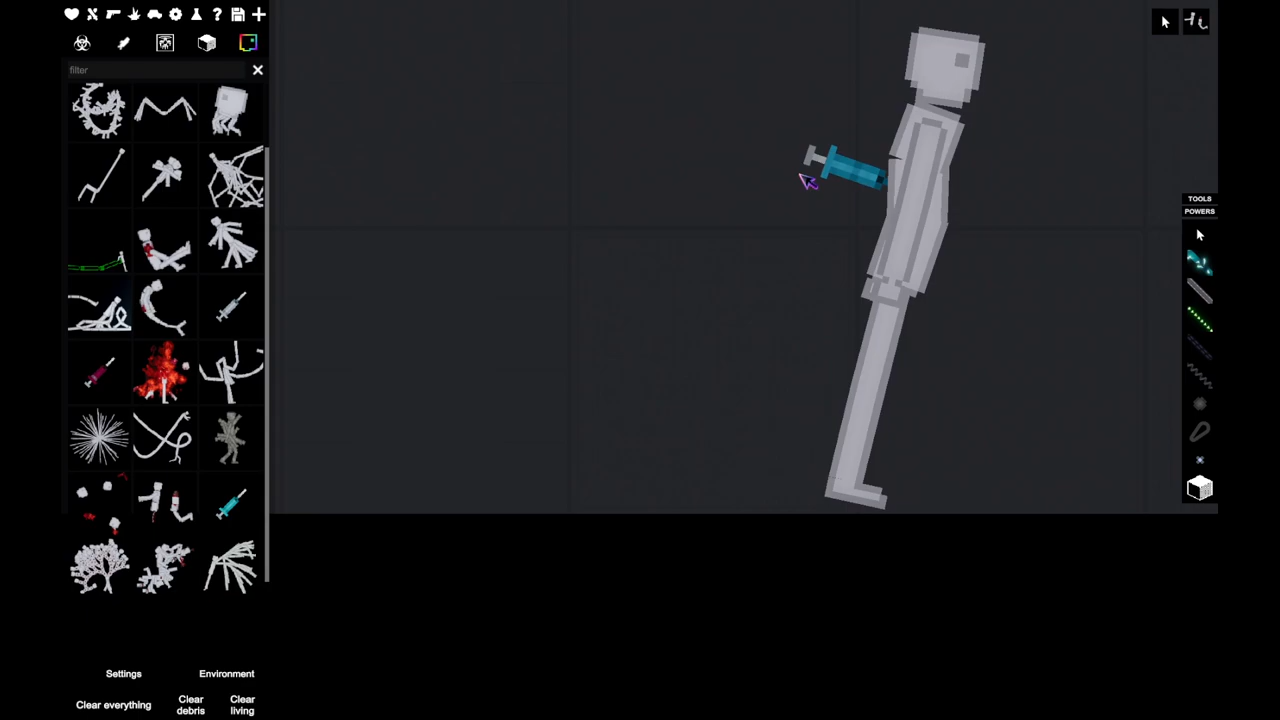 filter
TOOLS
POWERS
Settings
Environment
Clear everything
Clear debris
Clear living